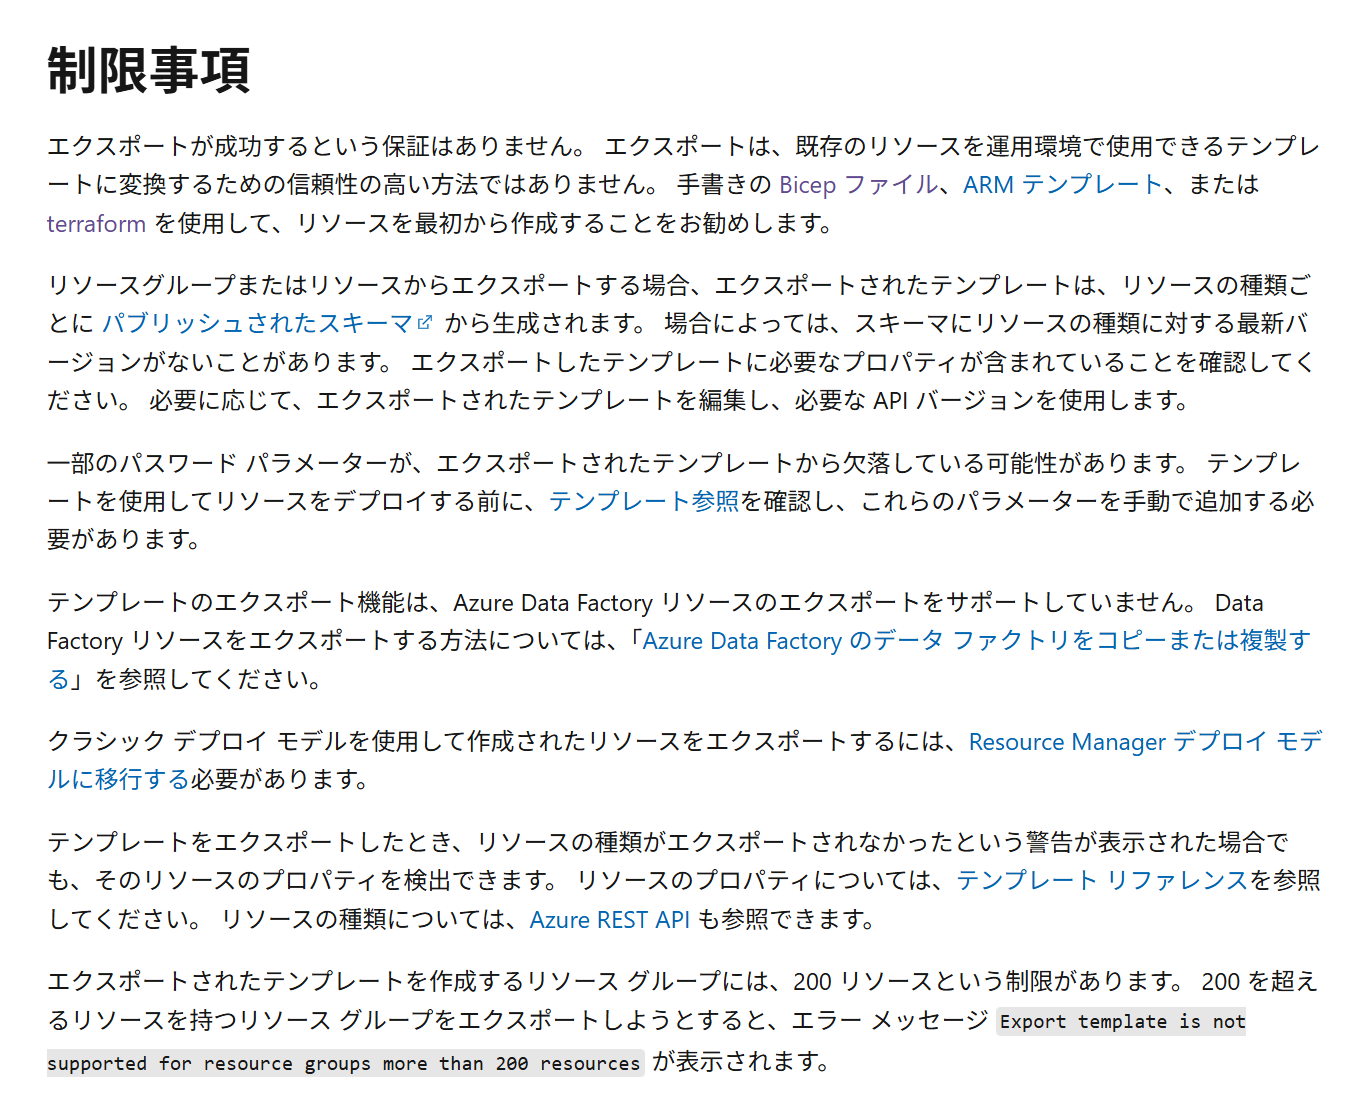 制限事項
エクスポートが成功するという保証はありません。 エクスポートは、既存のリソースを運用環境で使用できるテンプレ
ートに変換するための信頼性の高い方法ではありません。 手書きの Bicep ファイル、ARM テンプレート、または
terraform を使用して、リソースを最初から作成することをお勧めします。
リソースグループまたはリソースからエクスポートする場合、エクスポートされたテンプレートは、リソースの種類ご
とに パブリッシュされたスキーマ から生成されます。 場合によっては、スキーマにリソースの種類に対する最新バ
ージョンがないことがあります。 エクスポートしたテンプレートに必要なプロパティが含まれていることを確認してく
ださい。 必要に応じて、エクスポートされたテンプレートを編集し、必要な API バージョンを使用します。
一部のパスワード パラメーターが、エクスポートされたテンプレートから欠落している可能性があります。 テンプレ
ートを使用してリソースをデプロイする前に、テンプレート参照を確認し、これらのパラメーターを手動で追加する必
要があります。
テンプレートのエクスポート機能は、Azure Data Factory リソースのエクスポートをサポートしていません。 Data
Factory リソースをエクスポートする方法については、「Azure Data Factory のデータ ファクトリをコピーまたは複製す
る」を参照してください。
クラシック デプロイ モデルを使用して作成されたリソースをエクスポートするには、Resource Manager デプロイ モデ
ルに移行する必要があります。
テンプレートをエクスポートしたとき、リソースの種類がエクスポートされなかったという警告が表示された場合で
も、そのリソースのプロパティを検出できます。 リソースのプロパティについては、テンプレート リファレンスを参照
してください。 リソースの種類については、Azure REST API も参照できます。
エクスポートされたテンプレートを作成するリソース グループには、200 リソースという制限があります。 200 を超え
るリソースを持つリソース グループをエクスポートしようとすると、エラー メッセージ Export template is not
supported for resource groups more than 200 resources が表示されます。